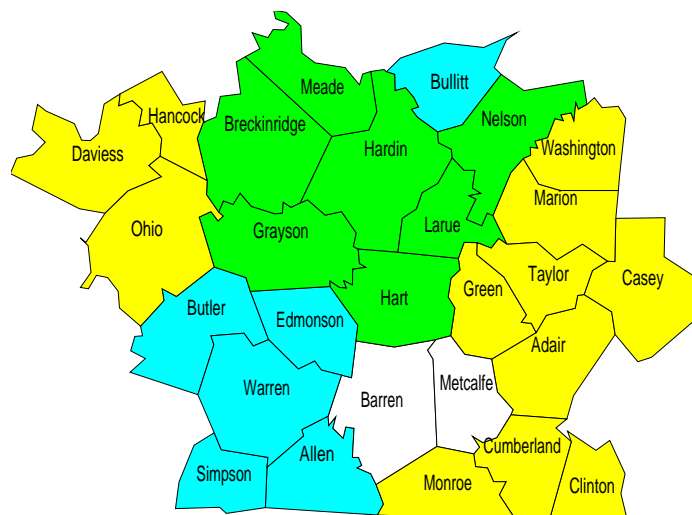 Bullitt
Meade
Hancock
Breckinridge
Nelson
Daviess
Hardin
Washington
Marion
Ohio
Grayson
Larue
Taylor
Casey
Green
Butler
Hart
Edmonson
Adair
Warren
Metcalfe
Barren
Cumberland
Allen
Simpson
Monroe
Clinton